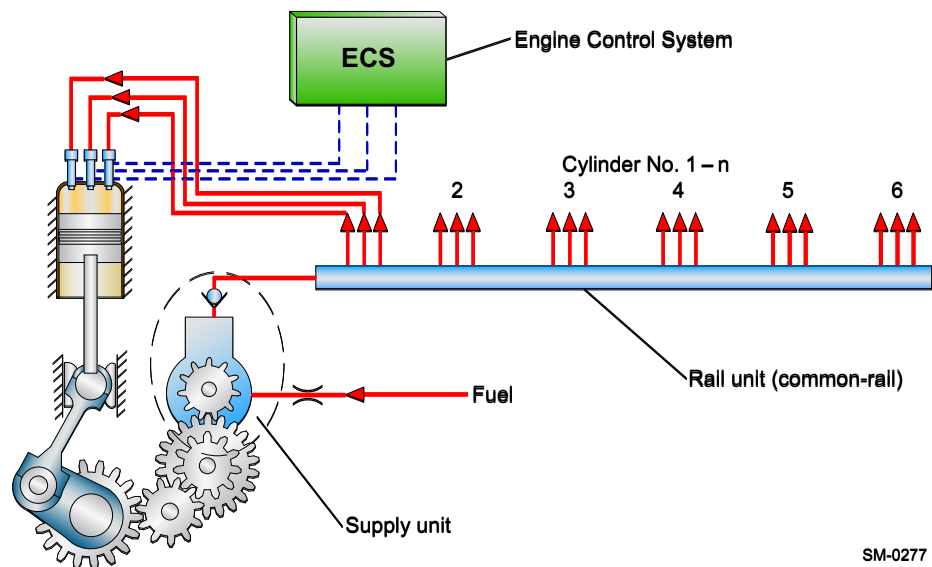 ECS
Engine Control System
Cylinder No. 1 – n
2 3 4 5 6
Rail unit (common-rail)
Fuel
Supply unit
SM-0277